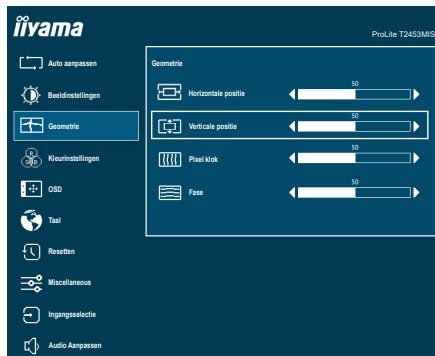 iiyama
ProLite T2453MIS
Auto aanpassen
Beeldinstellingen
Geometrie
Kleurinstellingen
OSD
Taal
Resetten
Miscellaneous
Ingangsselectie
Audio Aanpassen
Geometrie
Horizontale positie
50
Verticale positie
50
Pixel klok
50
Fase
50